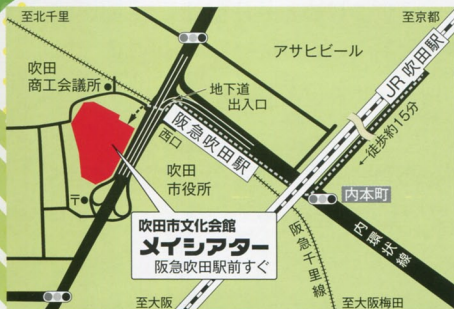 至北千里
至京都
アサヒビール
JR吹田駅
吹田
商工会議所
地下道
出入口
阪急吹田駅
西口
徒歩約15分
吹田
市役所
〒
内本町
吹田市文化会館
メイシアター
阪急吹田駅前すぐ
阪急千里線
内環状線
至大阪
至大阪梅田